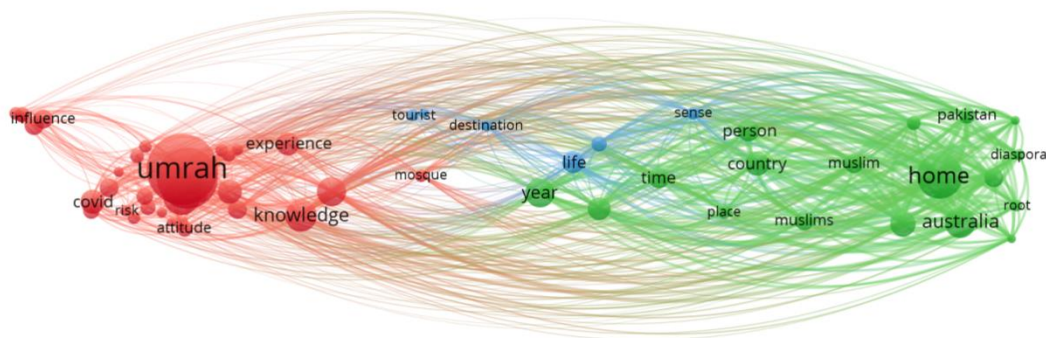 influence
umrah
experience
covid
risk
attitude
knowledge
tourist
destination
mosque
life
year
sense
person
time
country
place
muslim
muslims
pakistan
diaspora
home
root
australia